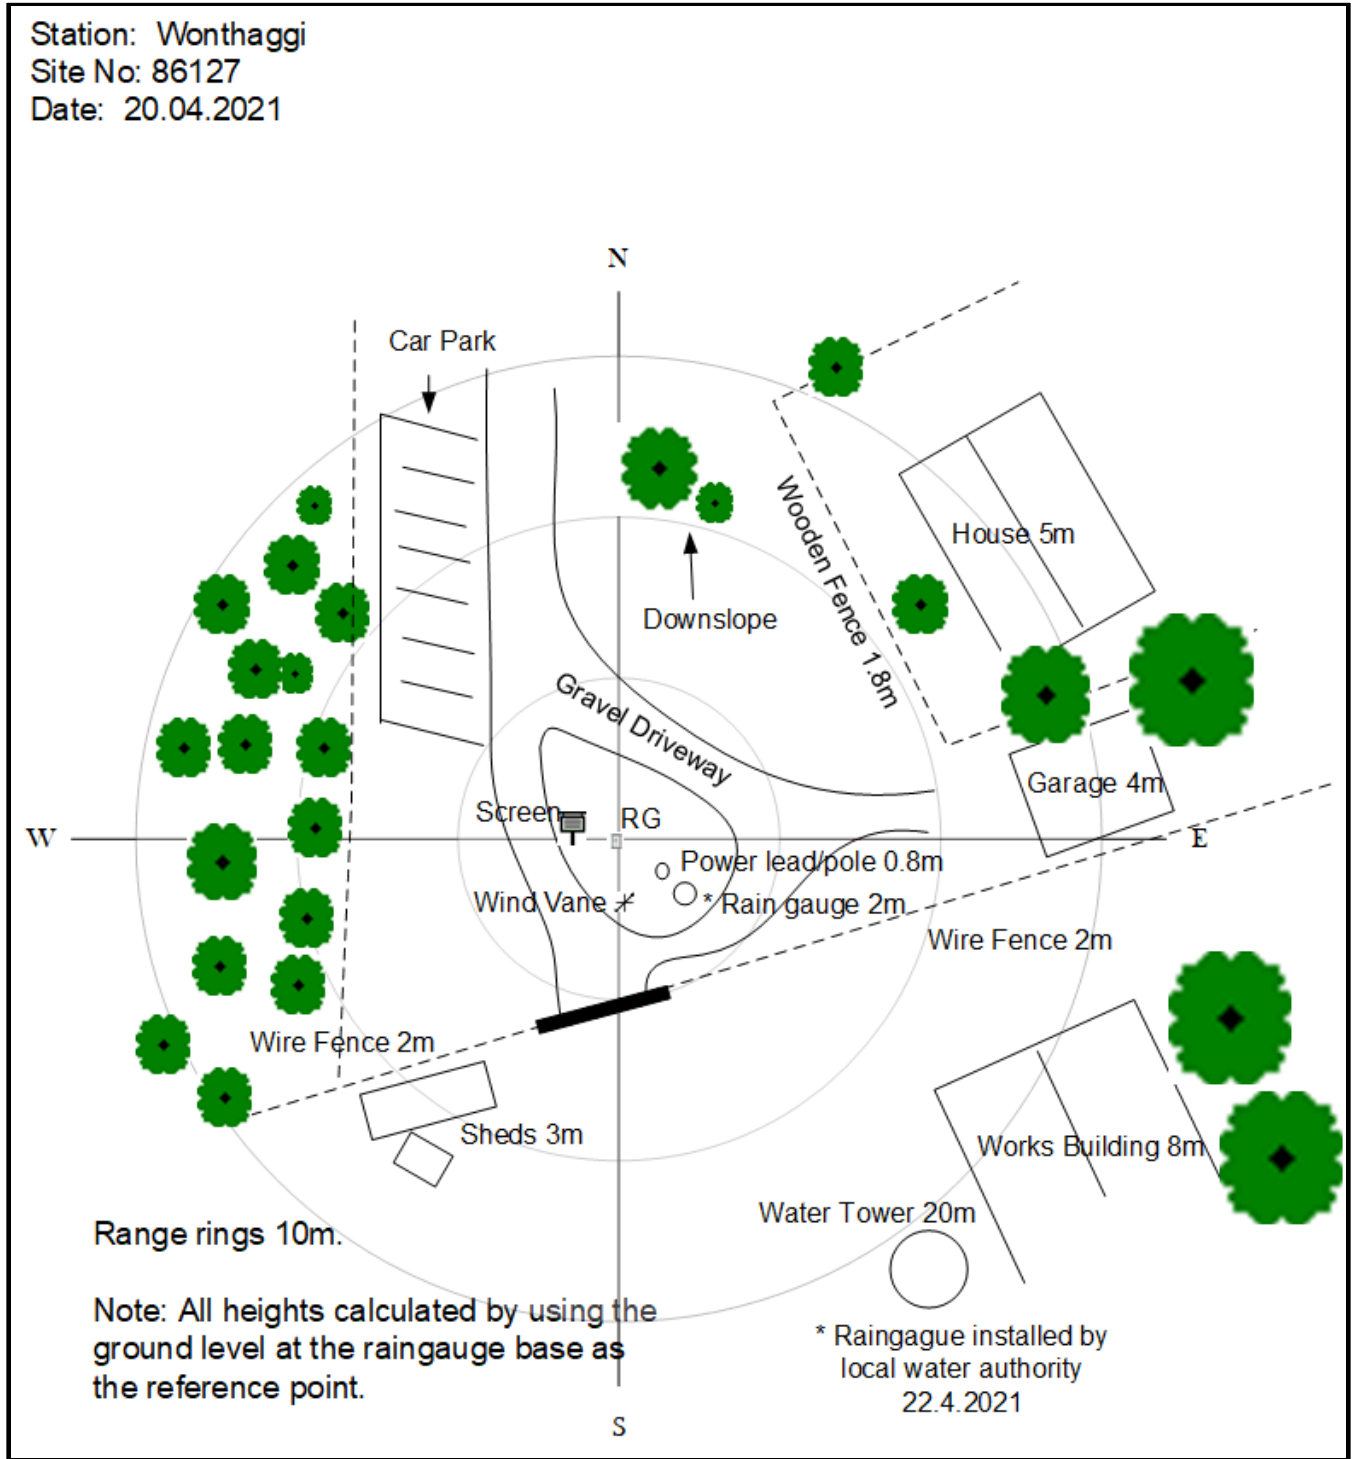 Station: Wonthaggi
Site No: 86127
Date: 20.04.2021
N
Car Park
Wooden Fence 1.8m
House 5m
Downslope
Gravel Driveway
Garage 4m
Screen
RG
W
E
Power lead/pole 0.8m
Wind Vane
* Rain gauge 2m
Wire Fence 2m
Wire Fence 2m
Sheds 3m
Works Building 8m
Water Tower 20m
Range rings 10m.
Note: All heights calculated by using the
ground level at the raingauge base as
the reference point.
* Raingague installed by
local water authority
22.4.2021
S